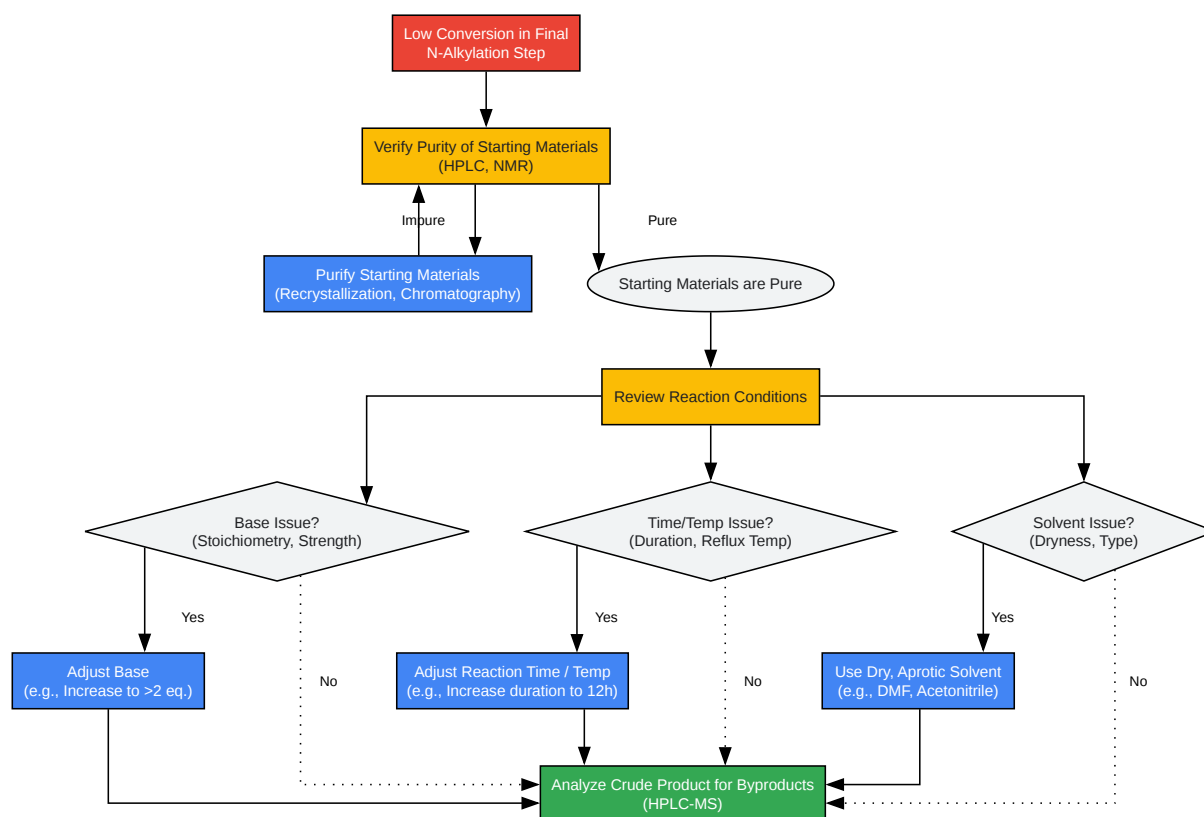 Low Conversion in Final
N-Alkylation Step
Verify Purity of Starting Materials
(HPLC, NMR)
Impure
Pure
Purify Starting Materials
(Recrystallization, Chromatography)
Starting Materials are Pure
Review Reaction Conditions
Base Issue?
(Stoichiometry, Strength)
Time/Temp Issue?
(Duration, Reflux Temp)
Solvent Issue?
(Dryness, Type)
Yes
Yes
Yes
Adjust Base
(e.g., Increase to >2 eq.)
No
Adjust Reaction Time / Temp
(e.g., Increase duration to 12h)
No
Use Dry, Aprotic Solvent
(e.g., DMF, Acetonitrile)
No
Analyze Crude Product for Byproducts
(HPLC-MS)